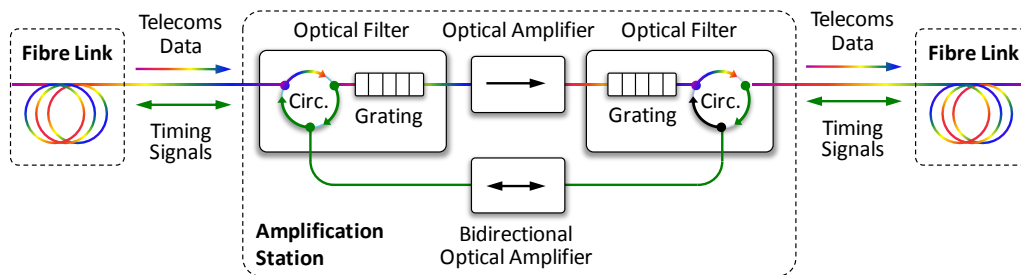 Fibre Link
Telecoms
Data
Timing
Signals
Optical Filter
Circ.
Grating
Optical Amplifier
Optical Filter
Grating
Circ.
Bidirectional
Optical Amplifier
Amplification
Station
Telecoms
Data
Timing
Signals
Fibre Link